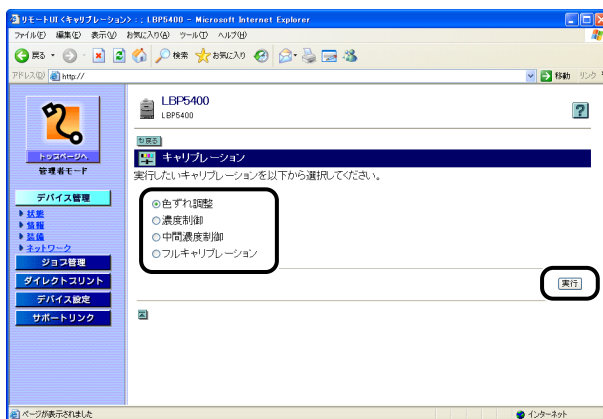 リモートUI <キャリブレーション> : ; LBP5400 - Microsoft Internet Explorer
ファイル(F) 編集(E) 表示(V) お気に入り(A) ツール(T) ヘルプ(H)
戻る 検索 お気に入り
アドレス(D) http:// 移動 リンク
LBP5400
LBP5400
トップページへ
管理者モード
もどる
キャリブレーション
実行したいキャリブレーションを以下から選択してください。
デバイス管理
状態
情報
装備
ネットワーク
ジョブ管理
ダイレクトプリント
デバイス設定
サポートリンク
色ずれ調整
濃度制御
中間濃度制御
フルキャリブレーション
実行
ページが表示されました
インターネット